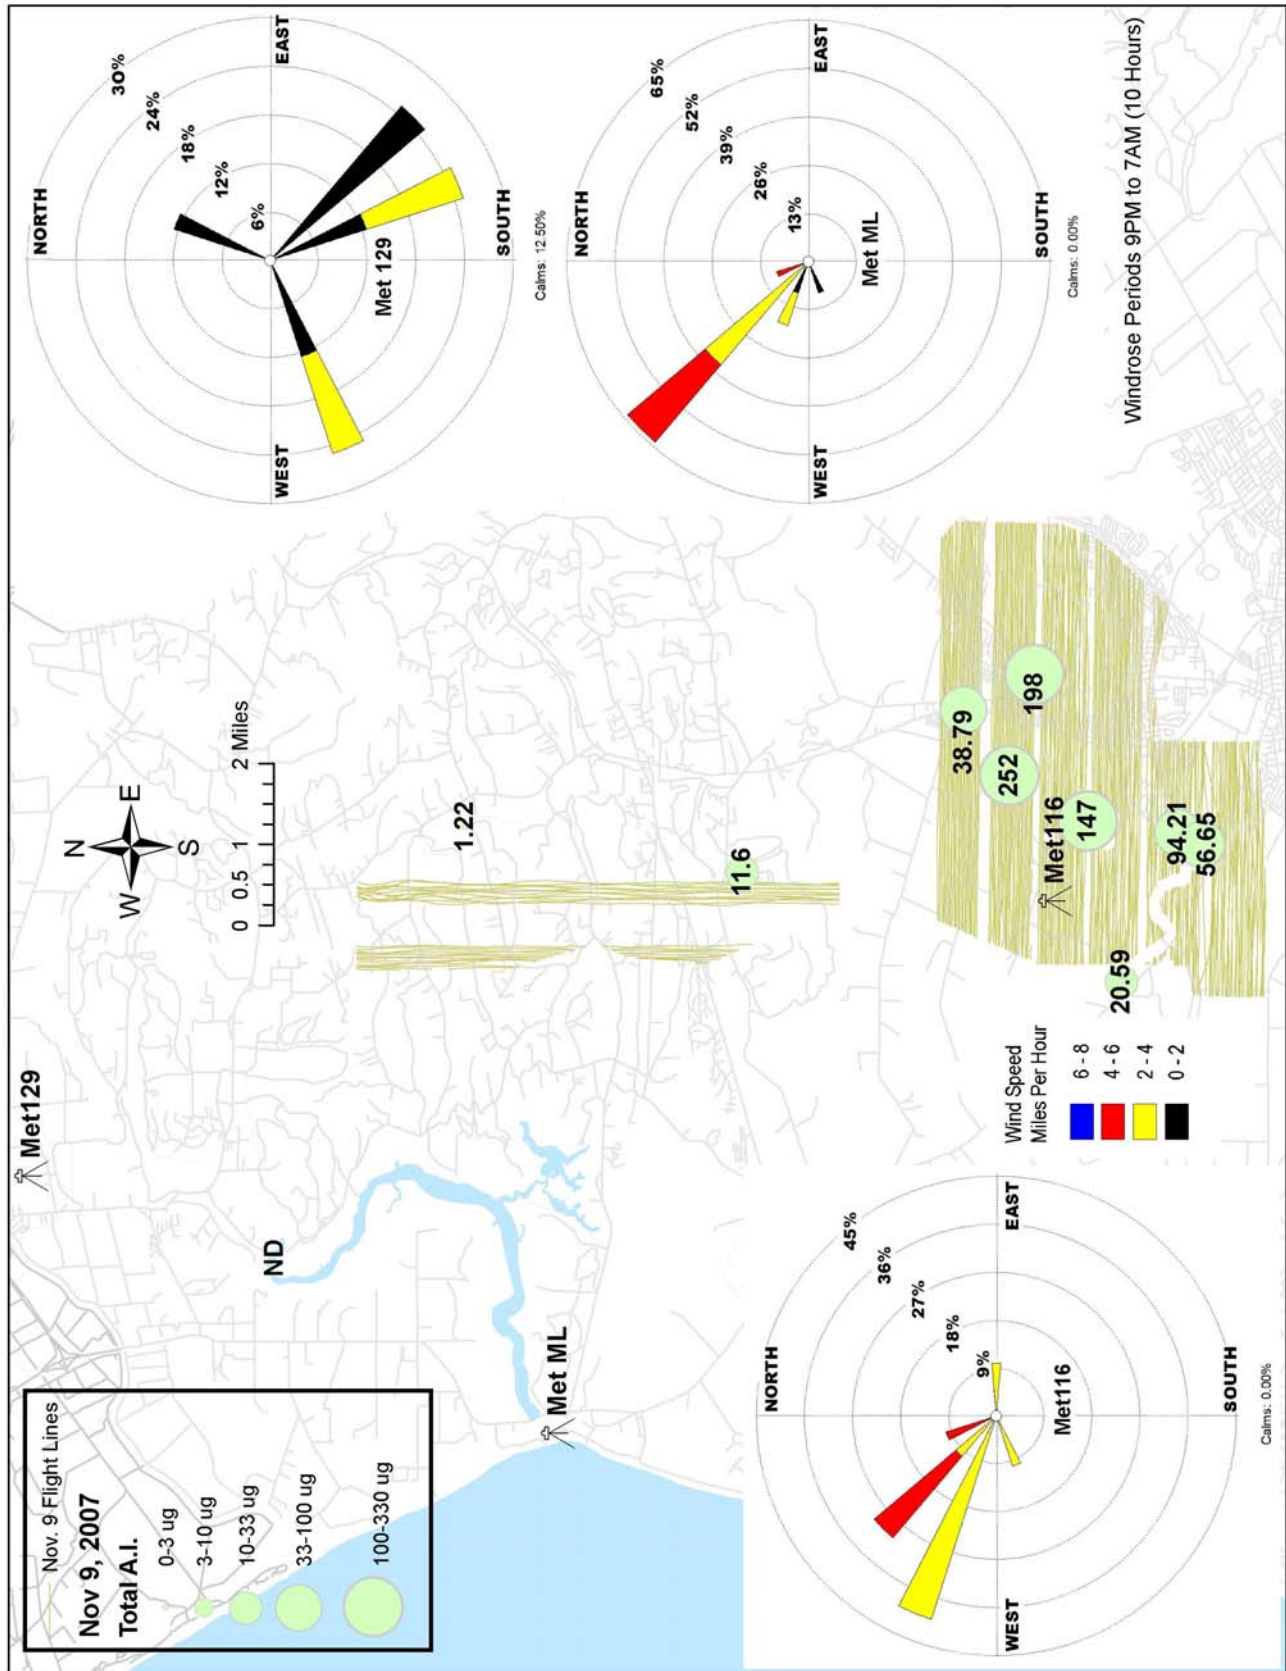 Nov. 9 Flight Lines
Nov 9, 2007
Total A.I.
0-3 ug
3-10 ug
10-33 ug
33-100 ug
100-330 ug
Met129
N
W
E
S
0 0.5 1 2 Miles
NORTH
30%
24%
18%
12%
6%
WEST
EAST
Met 129
SOUTH
Calms: 12.50%
ND
1.22
11.6
Met ML
NORTH
65%
52%
39%
26%
13%
WEST
EAST
Met ML
SOUTH
Calms: 0.00%
NORTH
45%
36%
27%
18%
9%
WEST
EAST
Met116
SOUTH
Calms: 0.00%
Wind Speed
Miles Per Hour
6 - 8
4 - 6
2 - 4
0 - 2
38.79
252
198
Met116
147
20.59
94.21
56.65
Windrose Periods 9PM to 7AM (10 Hours)